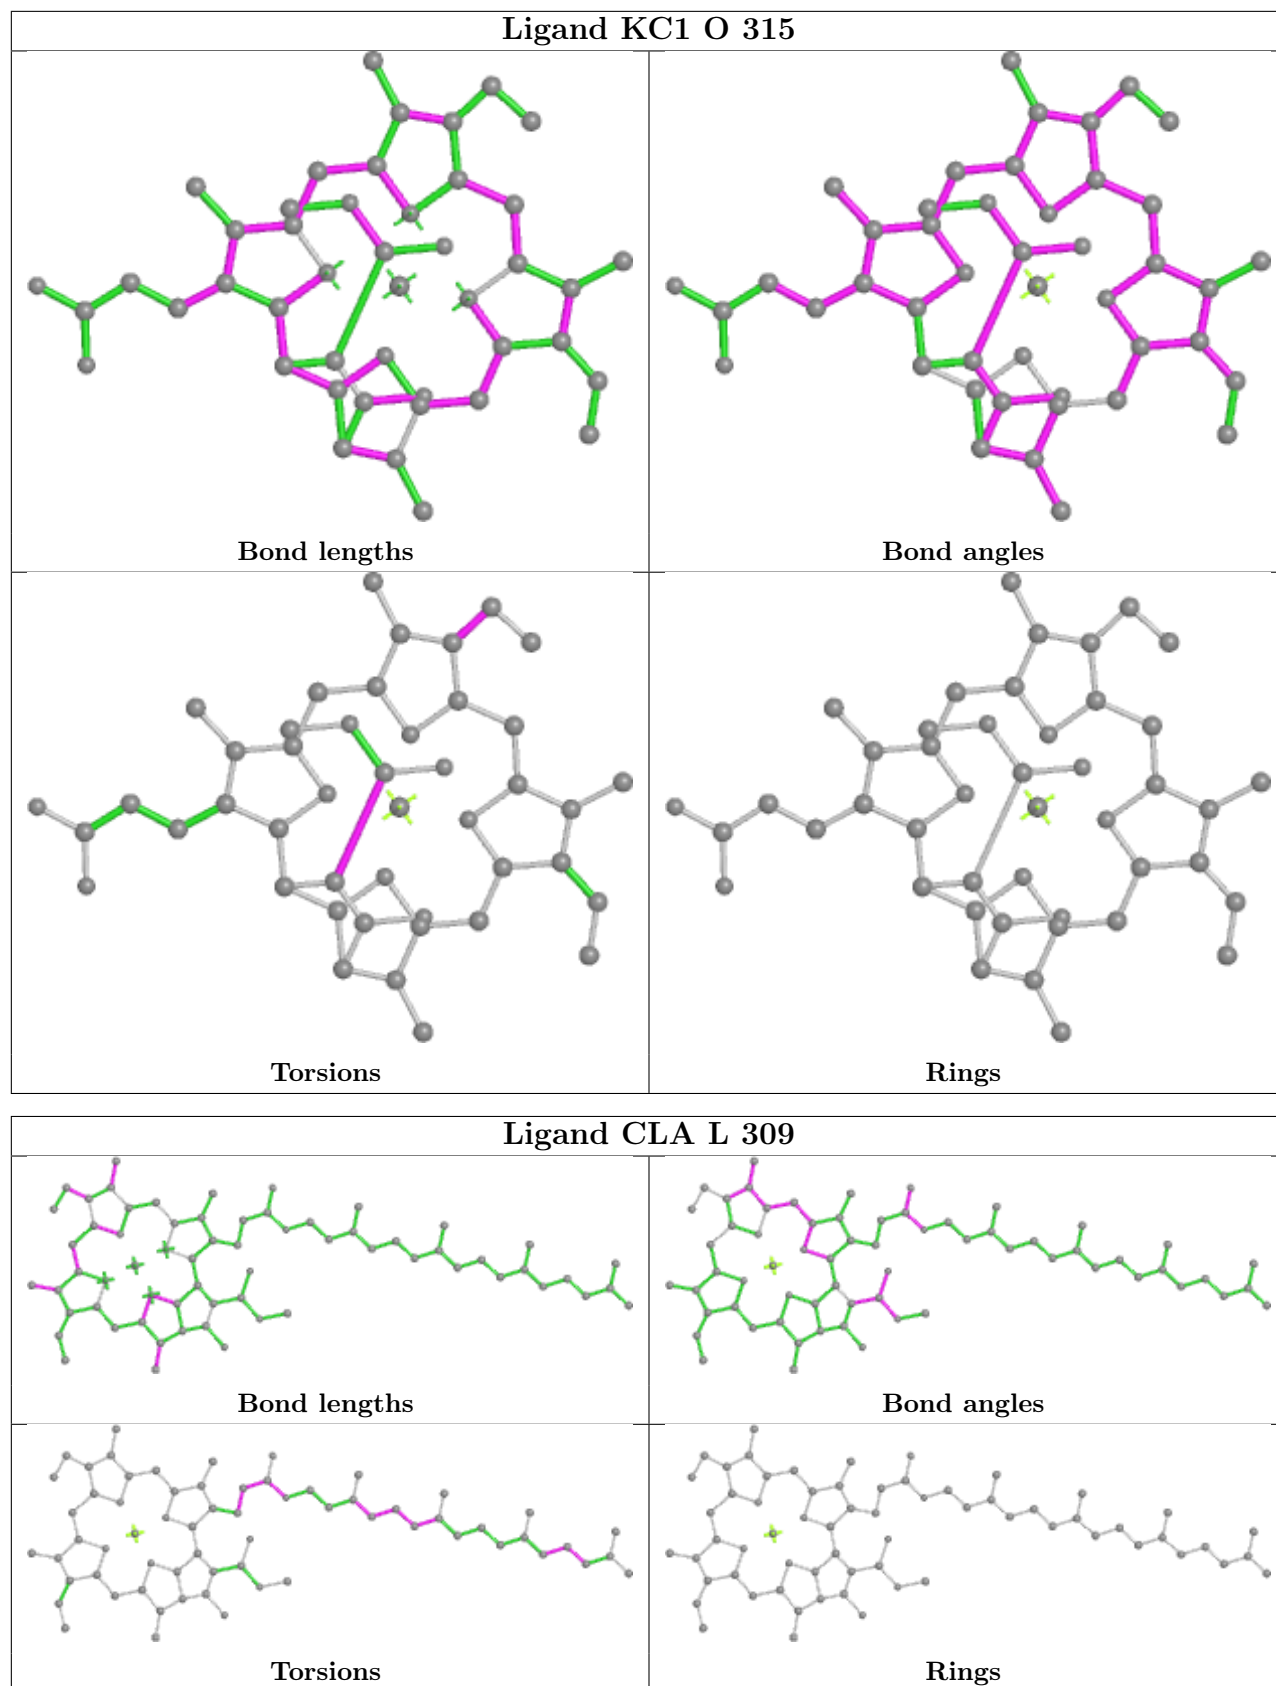 Ligand KC1 O 315
Bond lengths
Bond angles
Torsions
Rings
Ligand CLA L 309
Bond lengths
Bond angles
Torsions
Rings